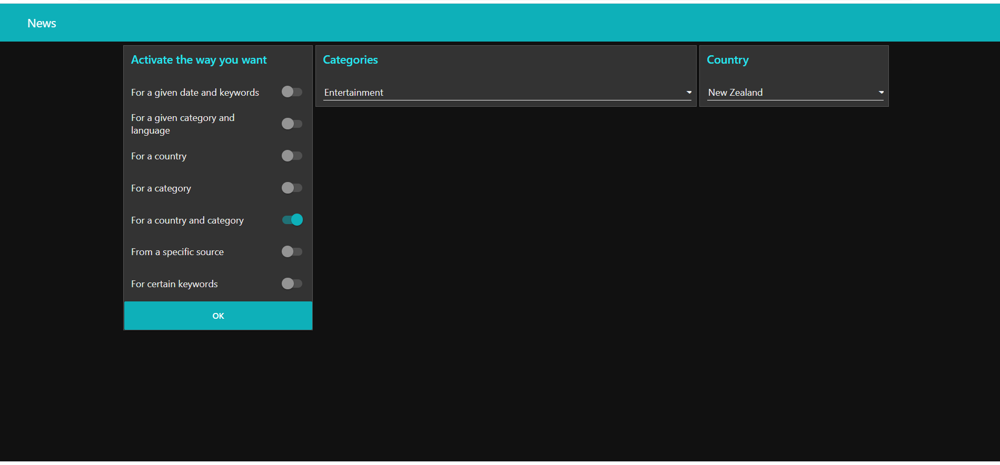 News
Activate the way you want
For a given date and keywords
For a given category and
language
For a country
For a category
For a country and category
From a specific source
For certain keywords
OK
Categories
Entertainment
Country
New Zealand